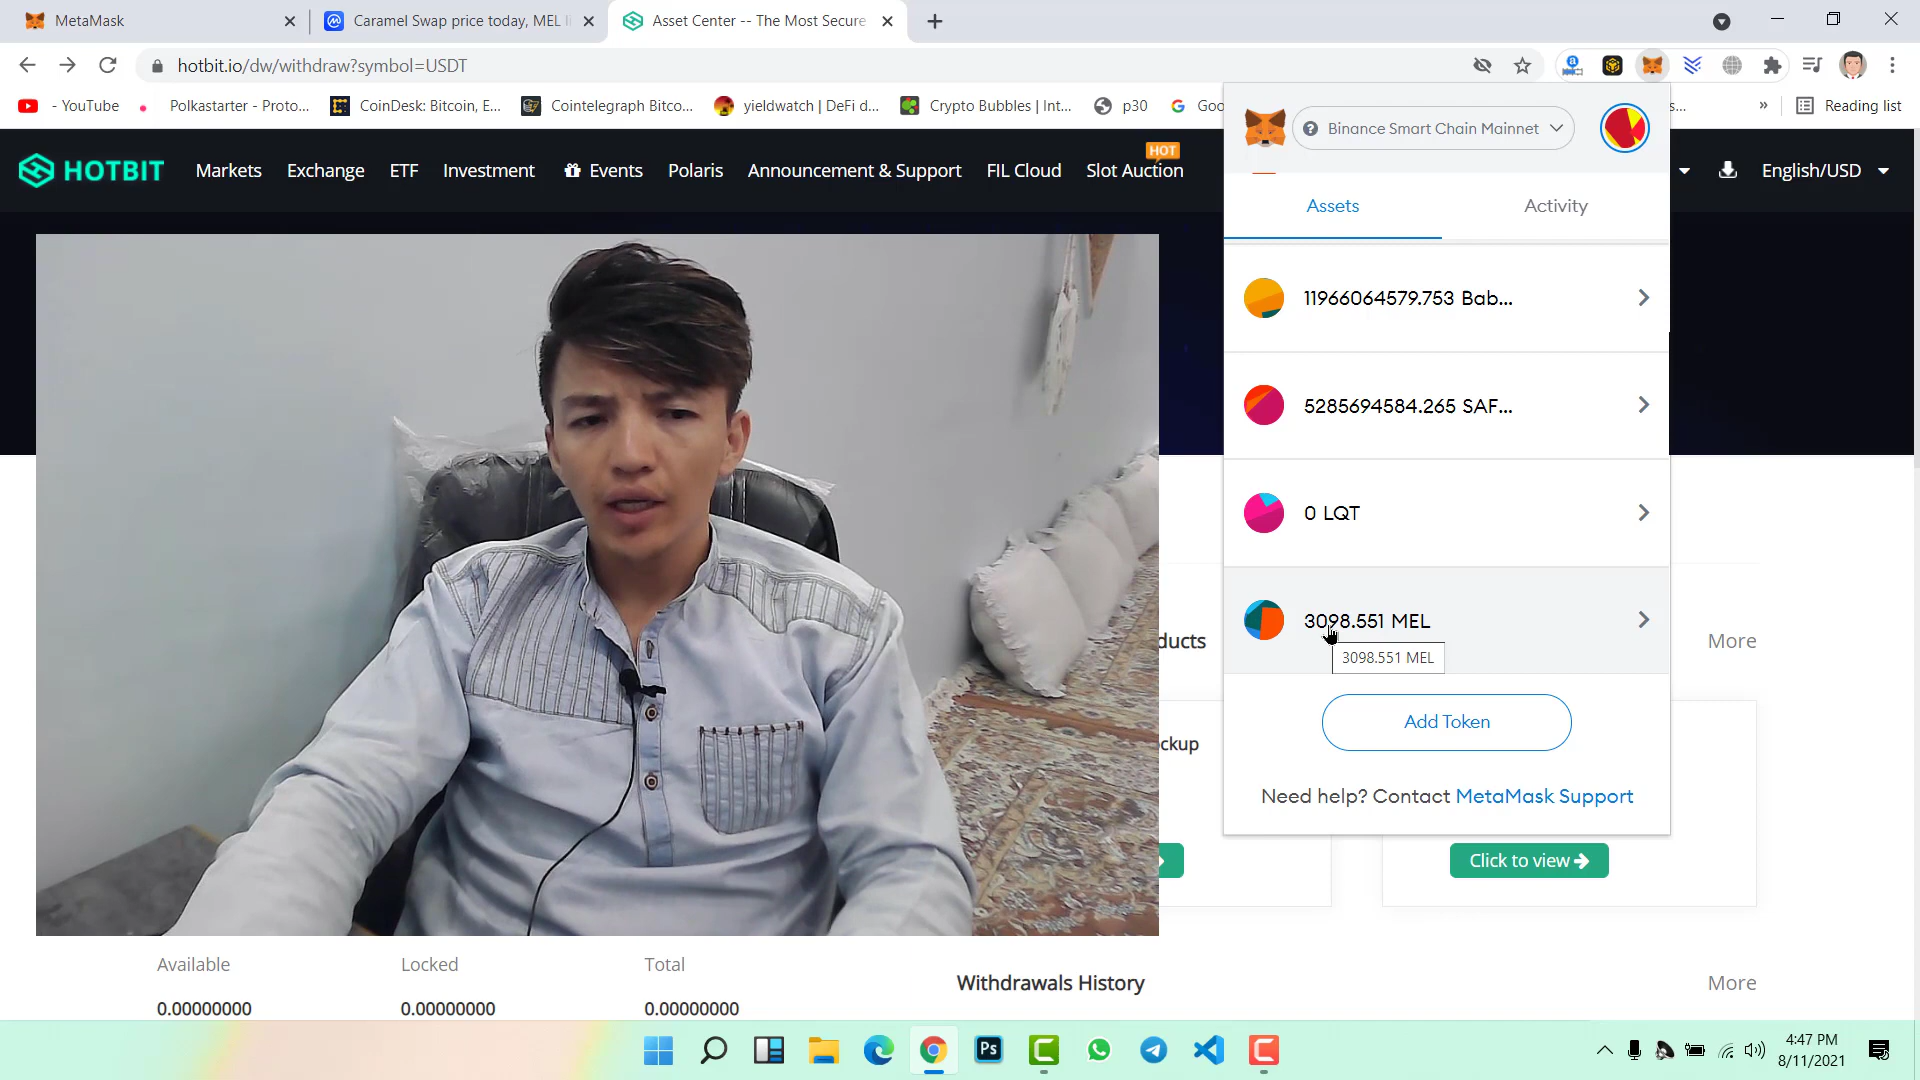 MetaMask
Caramel Swap price today, MEL li
Asset Center -- The Most Secure
hotbit.io/dw/withdraw?symbol=USDT
- YouTube
Polkastarter - Proto...
CoinDesk: Bitcoin, E...
Cointelegraph Bitco...
yieldwatch | DeFi d...
Crypto Bubbles | Int...
p30
Goo
s...
»
Reading list
Binance Smart Chain Mainnet
HOTBIT
Markets
Exchange
ETF
Investment
Events
Polaris
Announcement & Support
FIL Cloud
HOT
Slot Auction
English/USD
Assets
Activity
11966064579.753 Bab...
5285694584.265 SAF...
0 LQT
3098.551 MEL
3098.551 MEL
Add Token
Need help? Contact MetaMask Support
ducts
More
ckup
Click to view
Available
Locked
Total
0.00000000
0.00000000
0.00000000
Withdrawals History
More
Ps
4:47 PM
8/11/2021